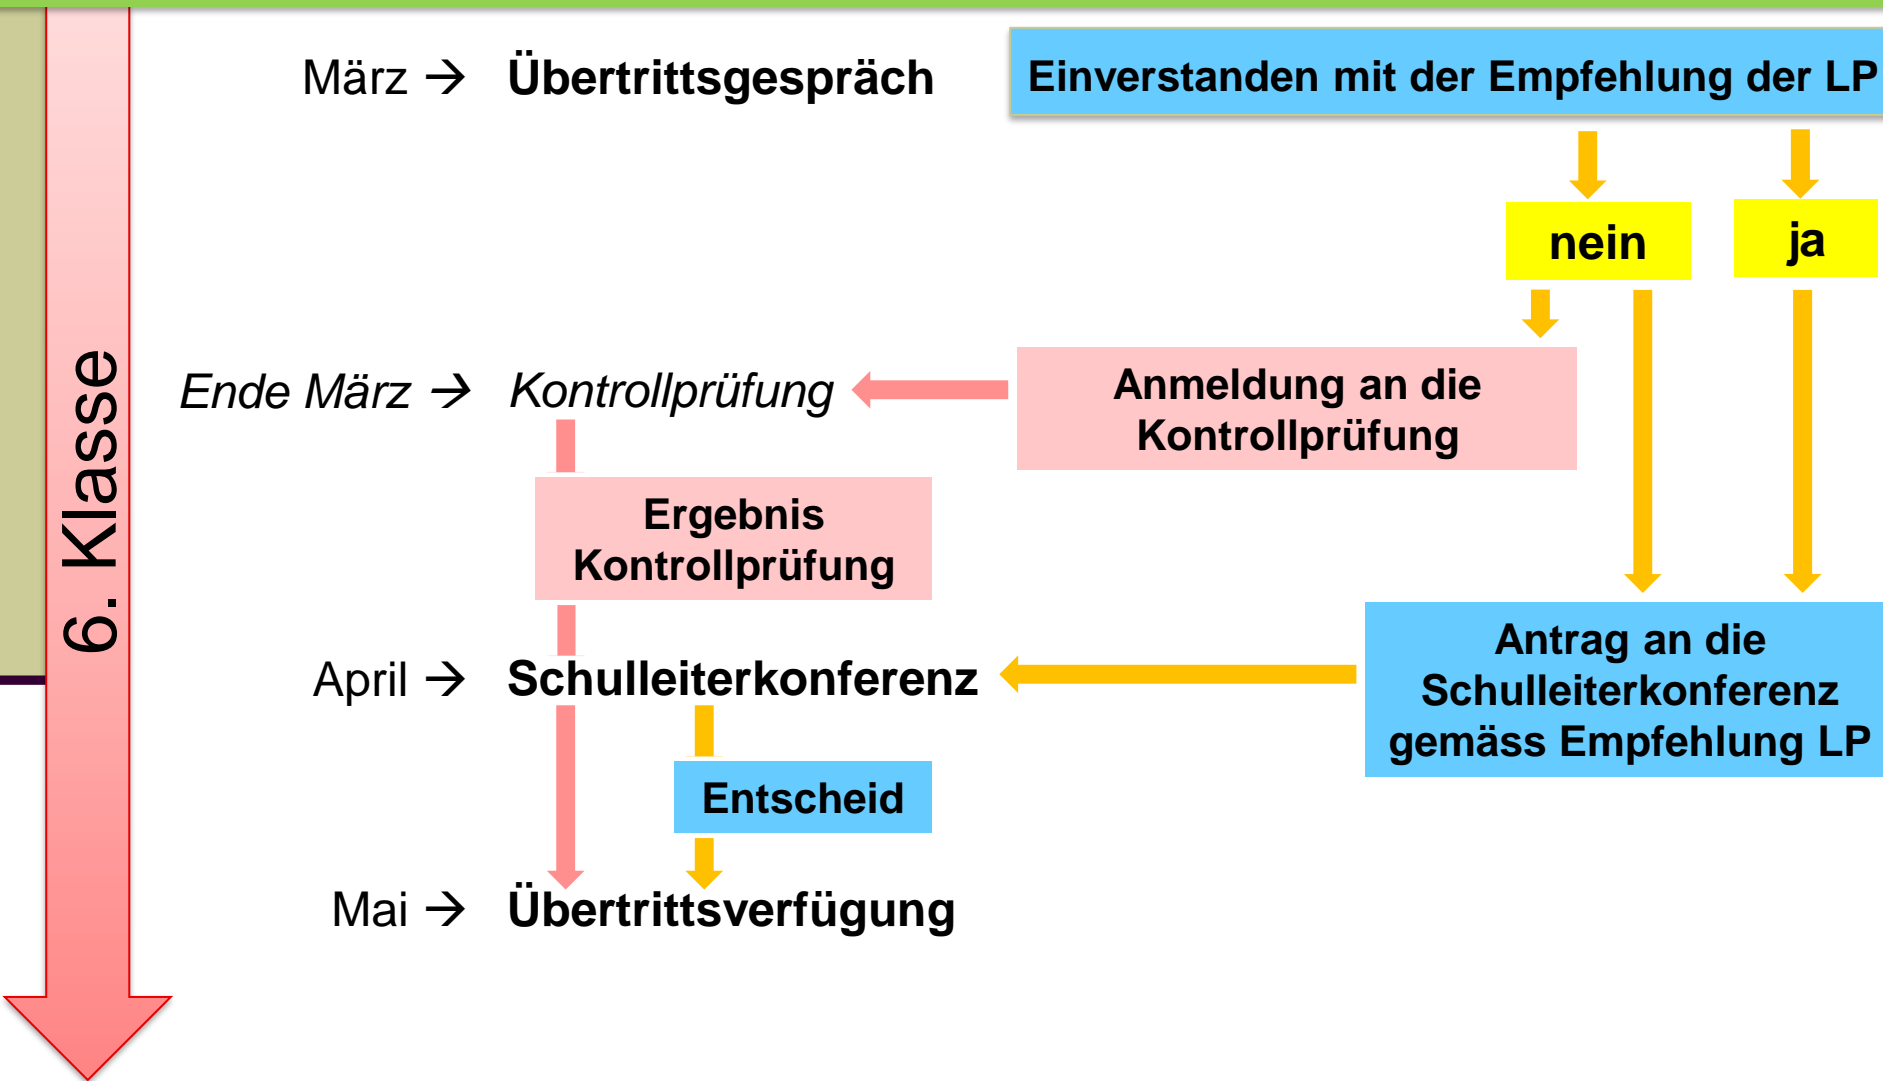 März → Übertrittsgespräch
Einverstanden mit der Empfehlung der LP
nein
ja
6. Klasse
Ende März → Kontrollprüfung
Anmeldung an die
Kontrollprüfung
Ergebnis
Kontrollprüfung
April → Schulleiterkonferenz
Antrag an die
Schulleiterkonferenz
gemäss Empfehlung LP
Entscheid
Mai → Übertrittsverfügung